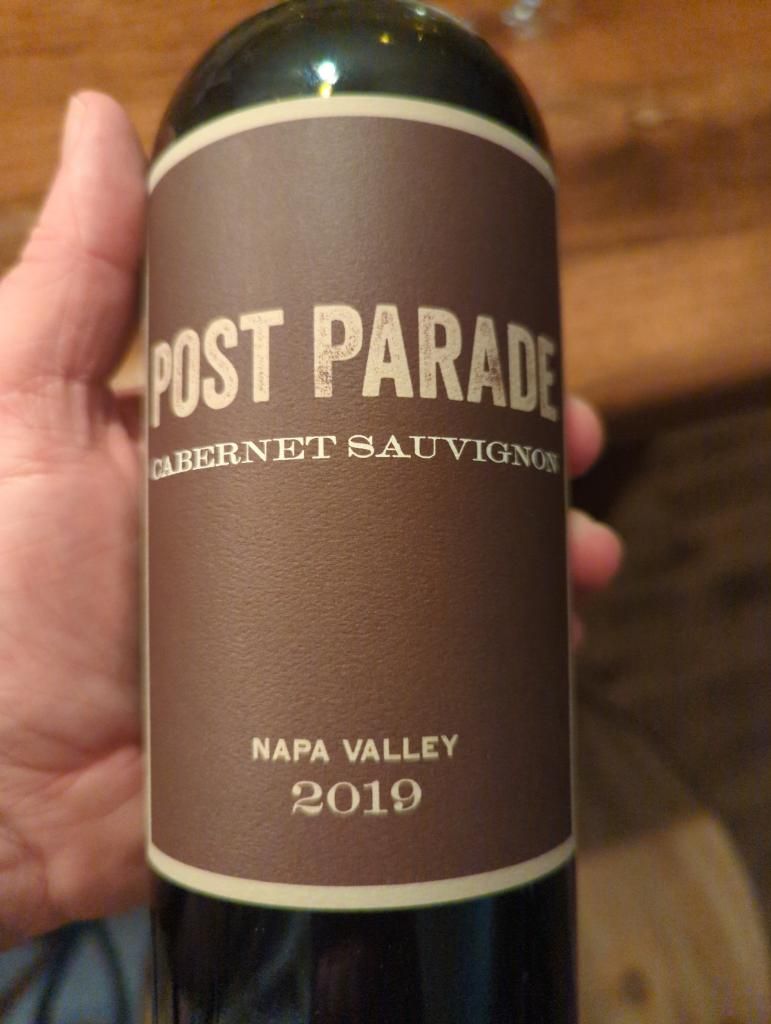 POST PARADE
CABERNET SAUVIGNON
NAPA VALLEY
2019